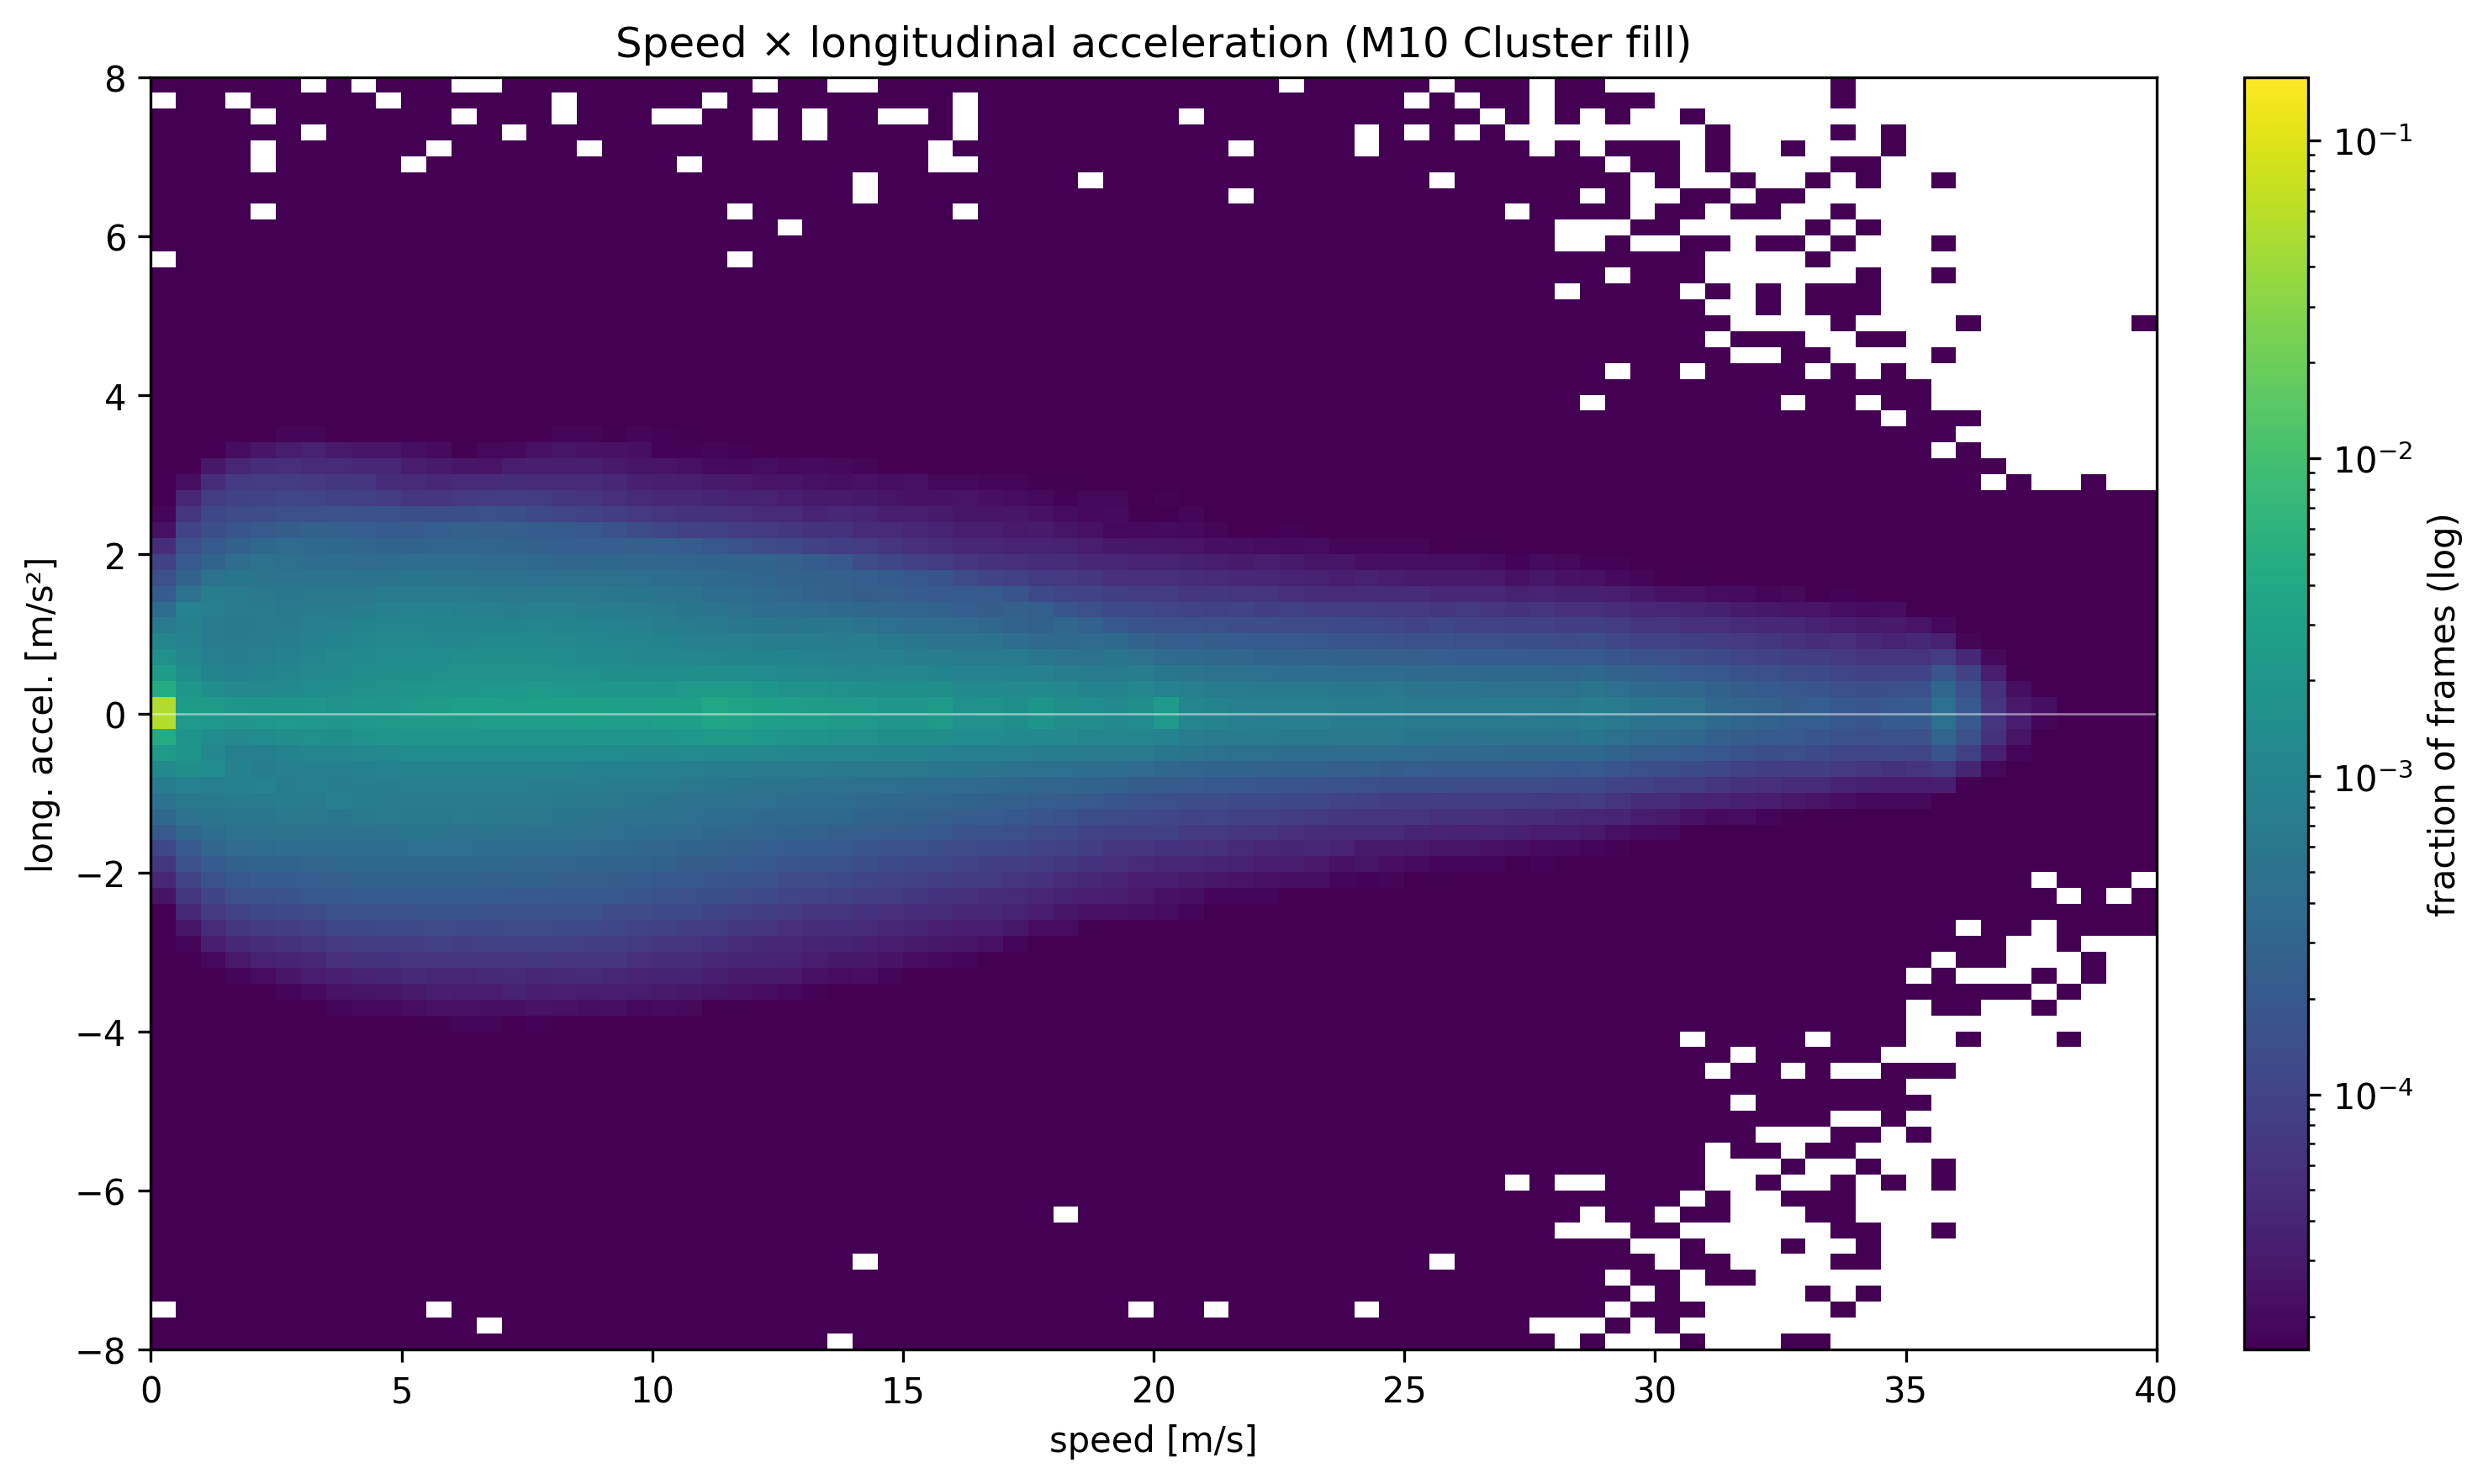 Speed × longitudinal acceleration (M10 Cluster fill)
8
6
4
2
0
−2
−4
−6
−8
long. accel. [m/s²]
0 5 10 15 20 25 30 35 40
speed [m/s]
10⁻¹
10⁻²
10⁻³
10⁻⁴
fraction of frames (log)